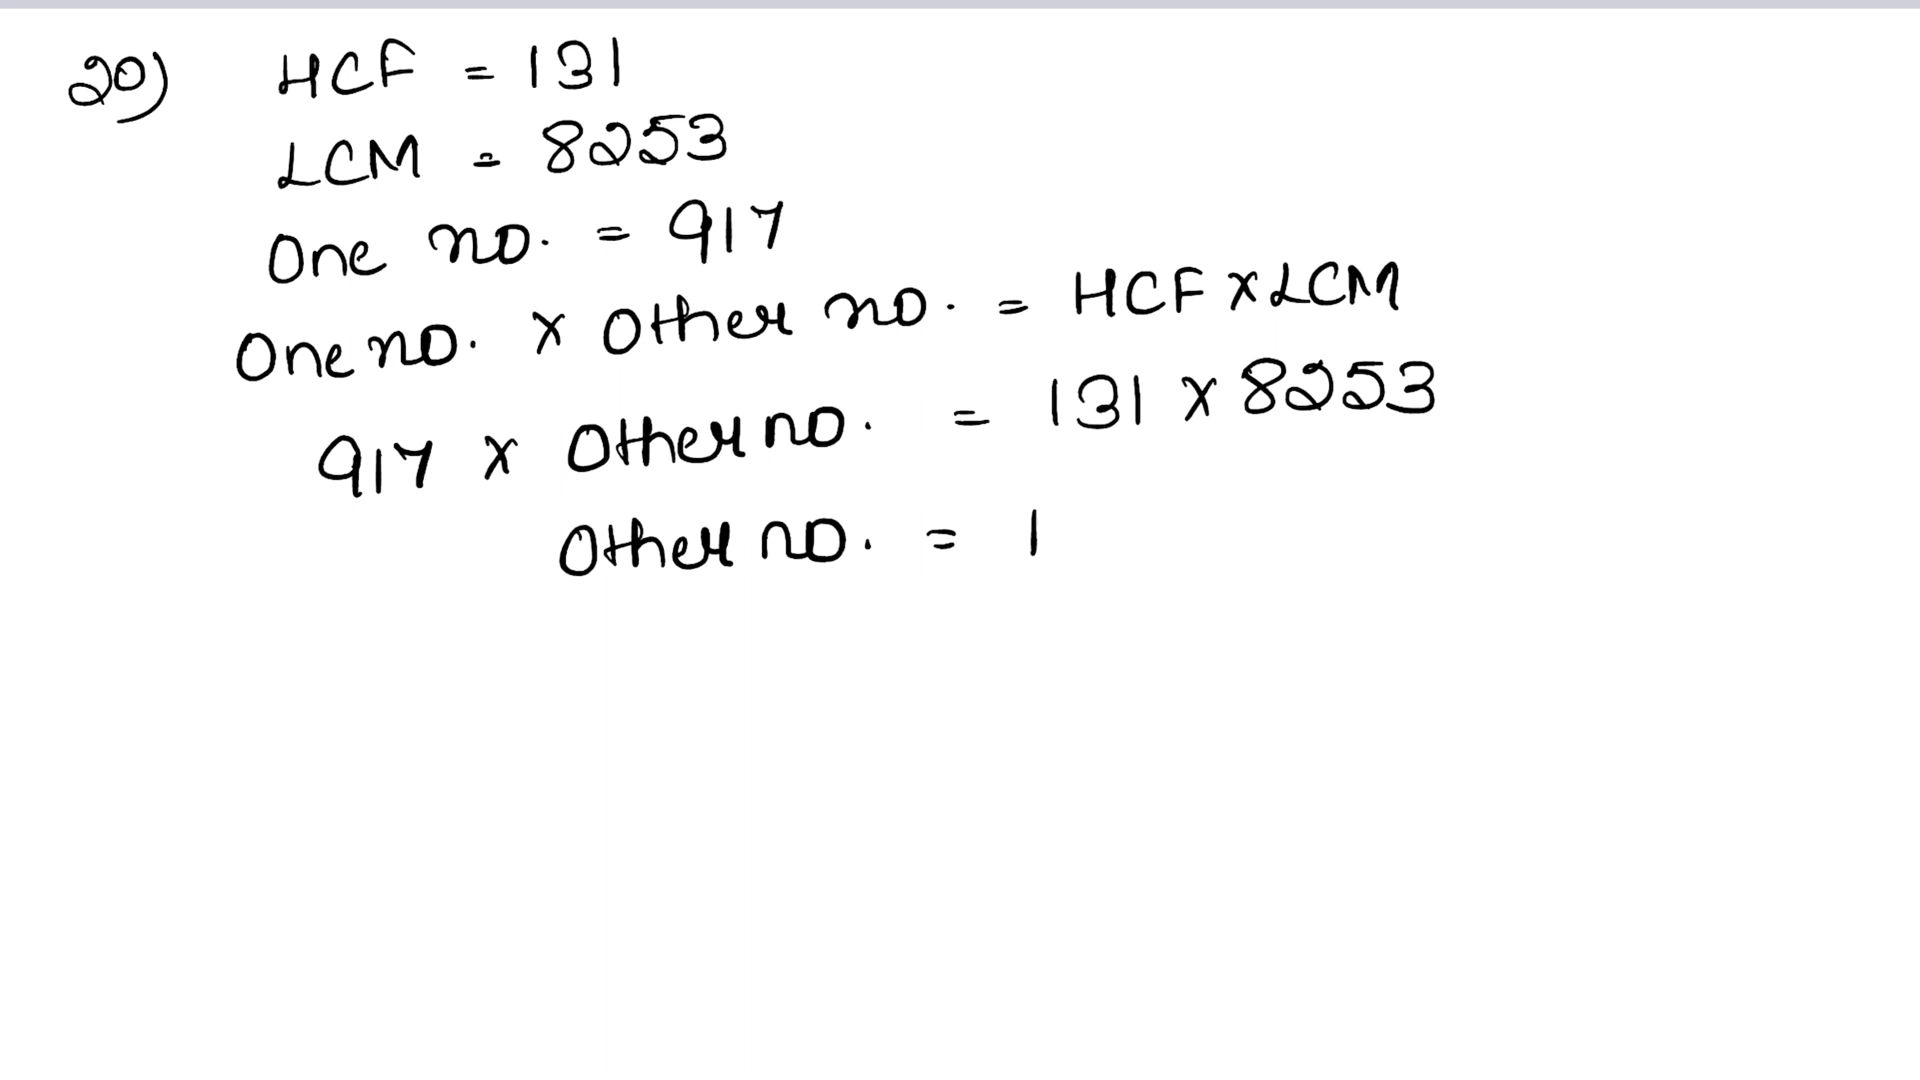 20) HCF = 131
LCM = 8253
One no. = 917
One no. x Other no. = HCF x LCM
917 x Other no. = 131 x 8253
Other no. = 1